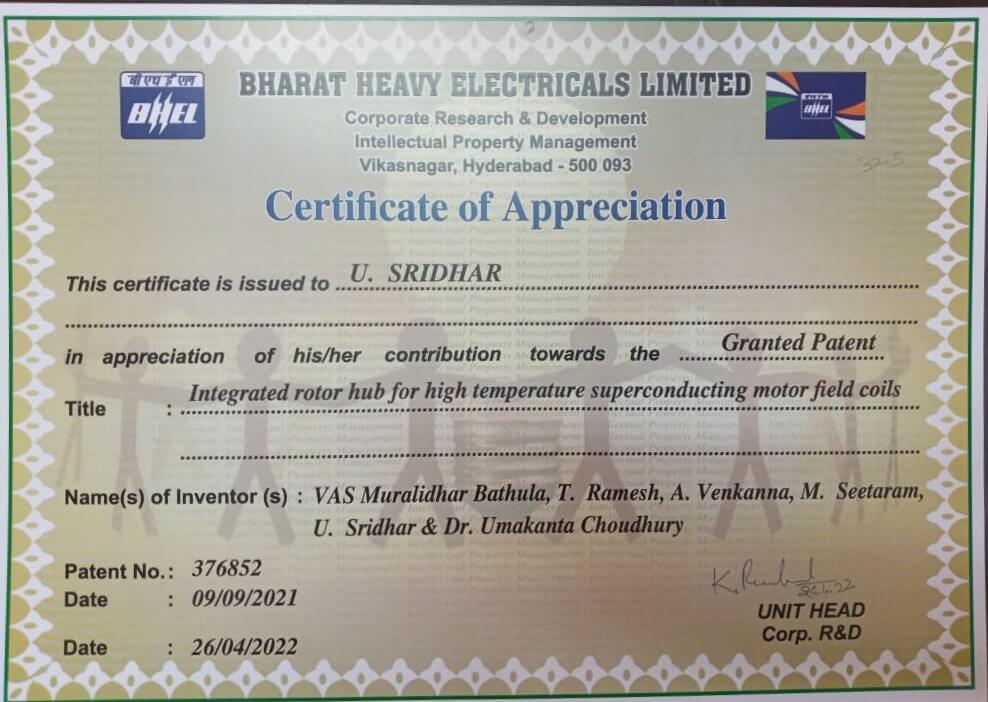 बी एच ई एल
BHEL
BHARAT HEAVY ELECTRICALS LIMITED
BHEL
Corporate Research & Development
Intellectual Property Management
Vikasnagar, Hyderabad - 500 093
32-5
Certificate of Appreciation
This certificate is issued to U. SRIDHAR
in appreciation of his/her contribution towards the Granted Patent
Title : Integrated rotor hub for high temperature superconducting motor field coils
Name(s) of Inventor (s) : VAS Muralidhar Bathula, T. Ramesh, A. Venkanna, M. Seetaram,
U. Sridhar & Dr. Umakanta Choudhury
Patent No.: 376852
Date : 09/09/2021
UNIT HEAD
Corp. R&D
Date : 26/04/2022